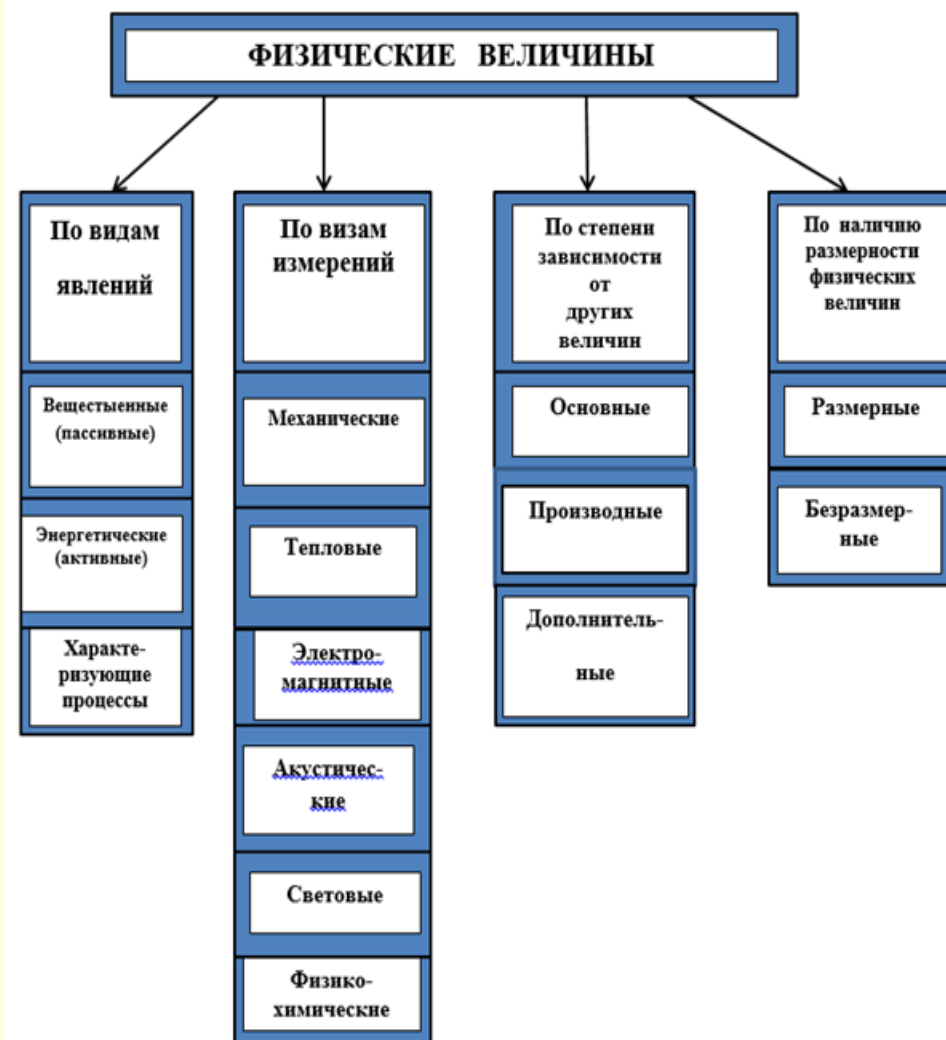 ФИЗИЧЕСКИЕ ВЕЛИЧИНЫ
По видам
явлений
Вещестыенные
(пассивные)
Энергетические
(активные)
Характе-
ризующие
процессы
По визам
измерений
Механические
Тепловые
Электро-
магнитные
Акустичес-
кие
Световые
Физико-
химические
По степени
зависимости
от
других
величин
Основные
Производные
Дополнитель-
ные
По наличию
размерности
физических
величин
Размерные
Безразмер-
ные